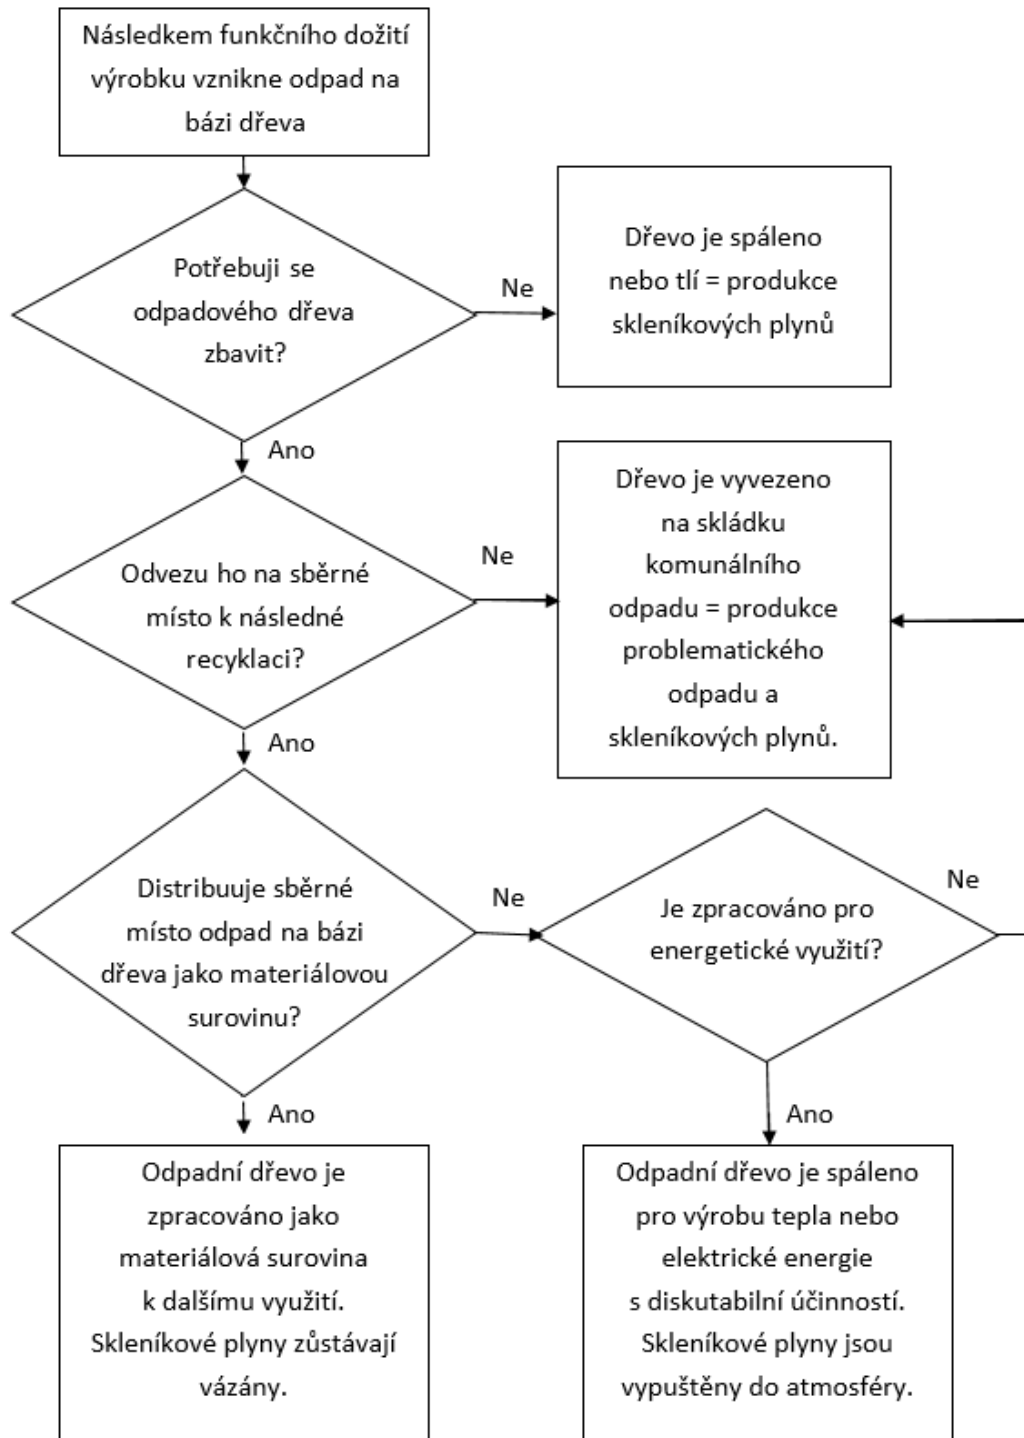 Následkem funkčního dožití
výrobku vznikne odpad na
bázi dřeva
Potřebuji se
odpadového dřeva
zbavit?
Ne
Dřevo je spáleno
nebo tlí = produkce
skleníkových plynů
Ano
Odvezu ho na sběrné
místo k následné
recyklaci?
Ne
Dřevo je vyvezeno
na skládku
komunálního
odpadu = produkce
problematického
odpadu a
skleníkových plynů.
Ano
Distribuuje sběrné
místo odpad na bázi
dřeva jako materiálovou
surovinu?
Ne
Je zpracováno pro
energetické využití?
Ne
Ano
Odpadní dřevo je
zpracováno jako
materiálová surovina
k dalšímu využití.
Skleníkové plyny zůstávají
vázány.
Ano
Odpadní dřevo je spáleno
pro výrobu tepla nebo
elektrické energie
s diskutabilní účinností.
Skleníkové plyny jsou
vypuštěny do atmosféry.